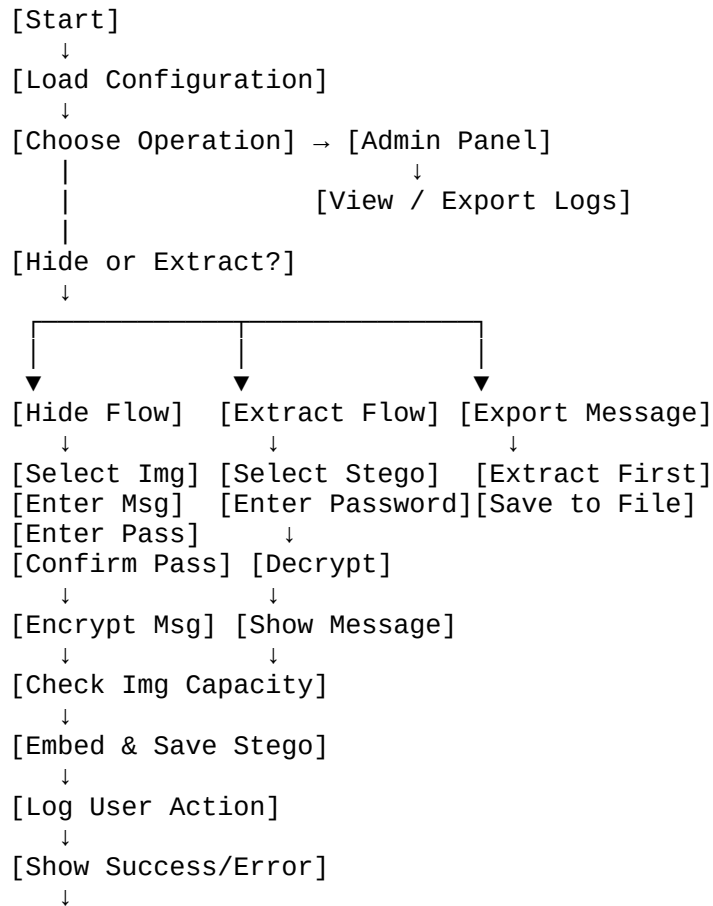 [Start]
↓
[Load Configuration]
↓
[Choose Operation] → [Admin Panel]
| ↓
| [View / Export Logs]
|
[Hide or Extract?]
↓
┌─────────────┬───────────────┐
│ │ │
▼ ▼ ▼
[Hide Flow] [Extract Flow] [Export Message]
↓ ↓ ↓
[Select Img] [Select Stego] [Extract First]
[Enter Msg] [Enter Password][Save to File]
[Enter Pass] ↓
[Confirm Pass] [Decrypt]
↓ ↓
[Encrypt Msg] [Show Message]
↓ ↓
[Check Img Capacity]
↓
[Embed & Save Stego]
↓
[Log User Action]
↓
[Show Success/Error]
↓